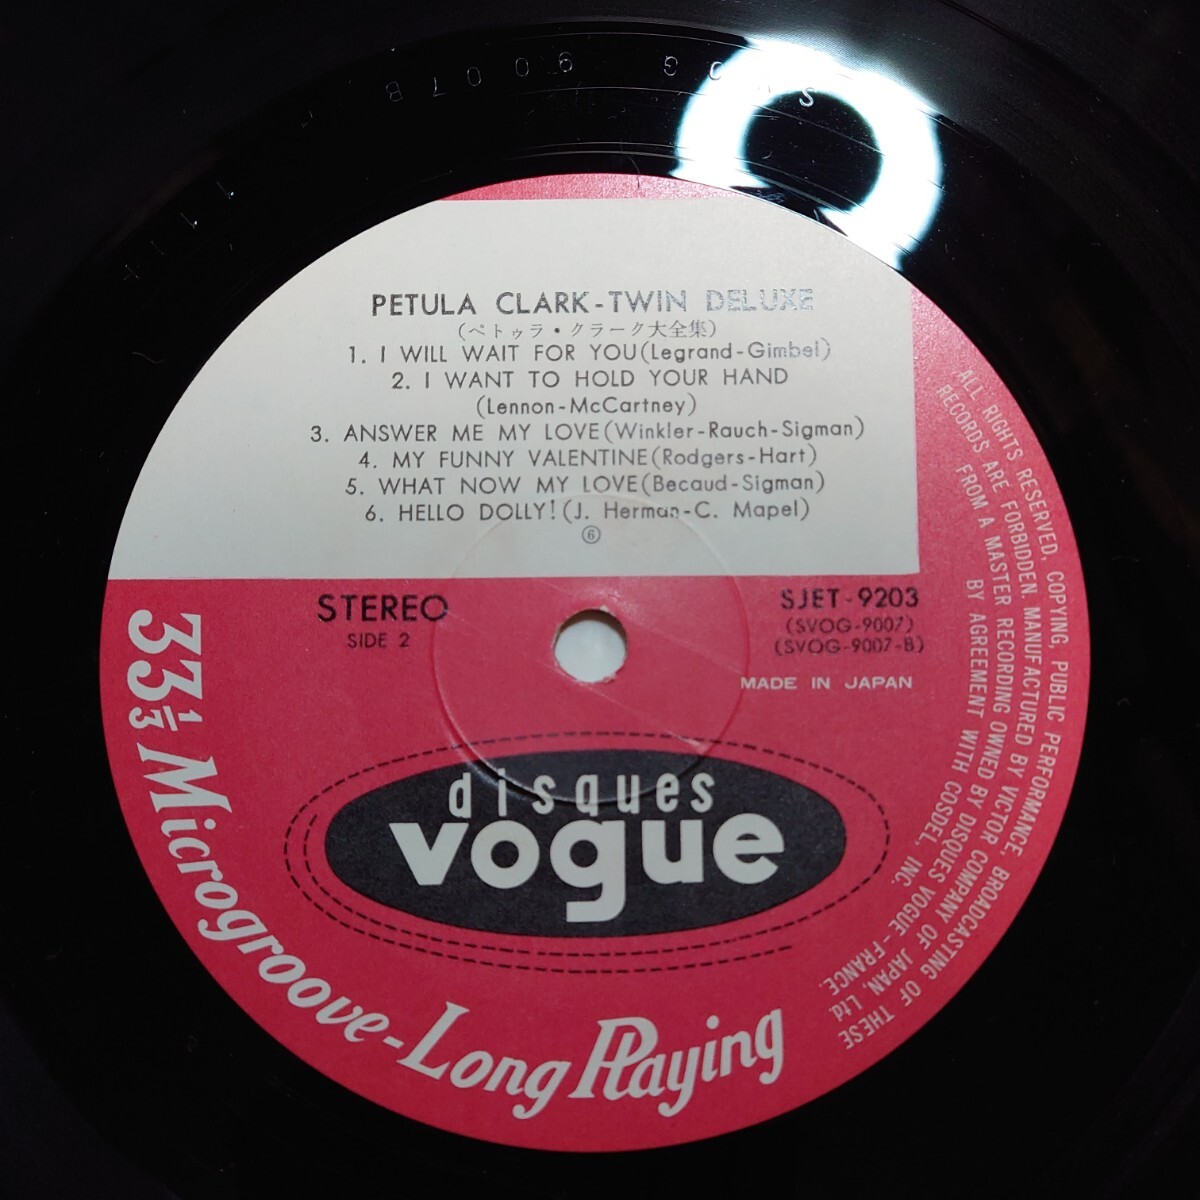 SVOG 9007B
111+
PETULA CLARK-TWIN DELUXE
(ペトゥラ・クラーク大全集)
1. I WILL WAIT FOR YOU(Legrand-Gimbel)
2. I WANT TO HOLD YOUR HAND
(Lennon-McCartney)
3. ANSWER ME MY LOVE(Winkler-Rauch-Sigman)
4. MY FUNNY VALENTINE(Rodgers-Hart)
5. WHAT NOW MY LOVE(Becaud-Sigman)
6. HELLO DOLLY!(J. Herman-C. Mapel)
⑥
STEREO
SIDE 2
SJET-9203
(SVOG-9007)
(SVOG-9007-B)
MADE IN JAPAN
disques
vogue
33⅓ Microgroove-Long Playing
ALL RIGHTS RESERVED, COPYING, PUBLIC PERFORMANCE, BROADCASTING OF THESE
RECORDS ARE FORBIDDEN. MANUFACTURED BY VICTOR COMPANY OF JAPAN, Ltd.
FROM A MASTER RECORDING OWNED BY DISQUES VOGUE-FRANCE.
BY AGREEMENT WITH COSDEL, INC.